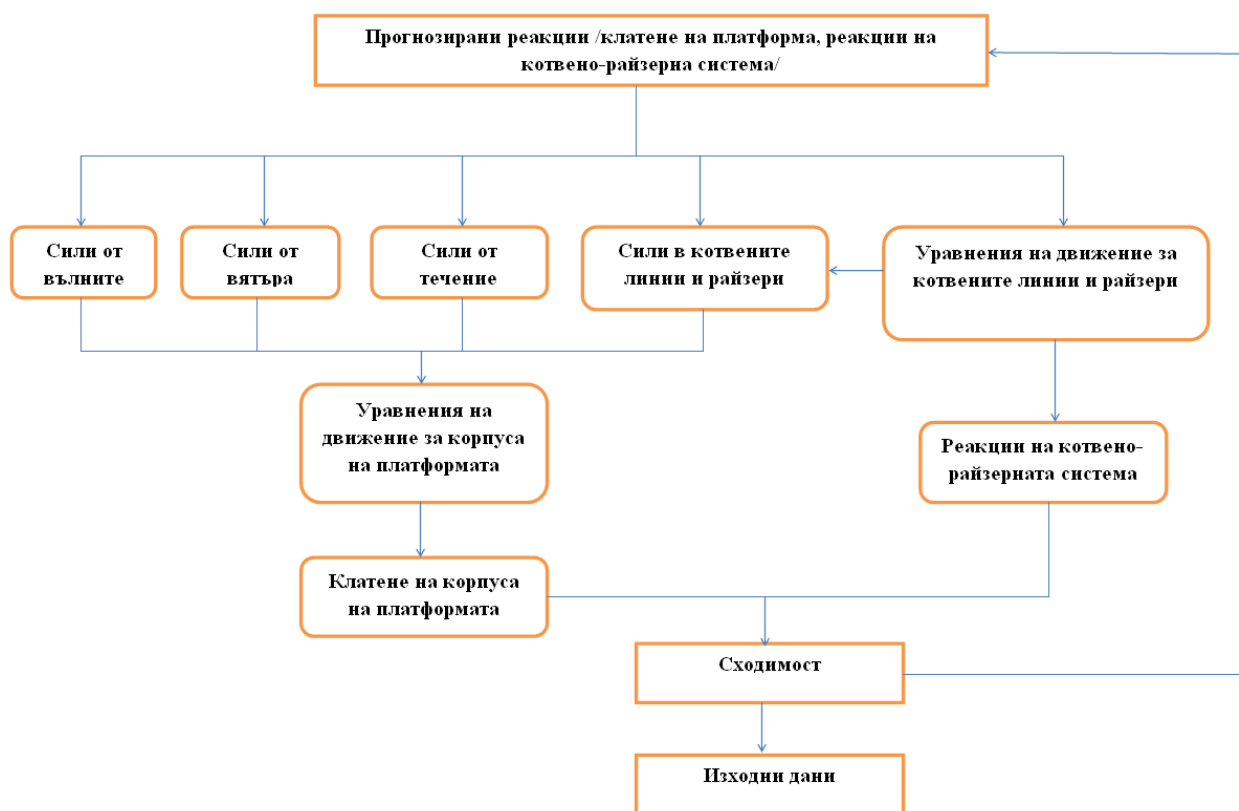 Прогнозирани реакции /клатене на платформа, реакции на
котвено-райзерна система/
Сили от
вълните
Сили от
вятъра
Сили от
течение
Сили в котвените
линии и райзери
Уравнения на движение за
котвените линии и райзери
Уравнения на
движение за корпуса
на платформата
Реакции на котвено-
райзерната система
Клатене на корпуса
на платформата
Сходимост
Изходни дани